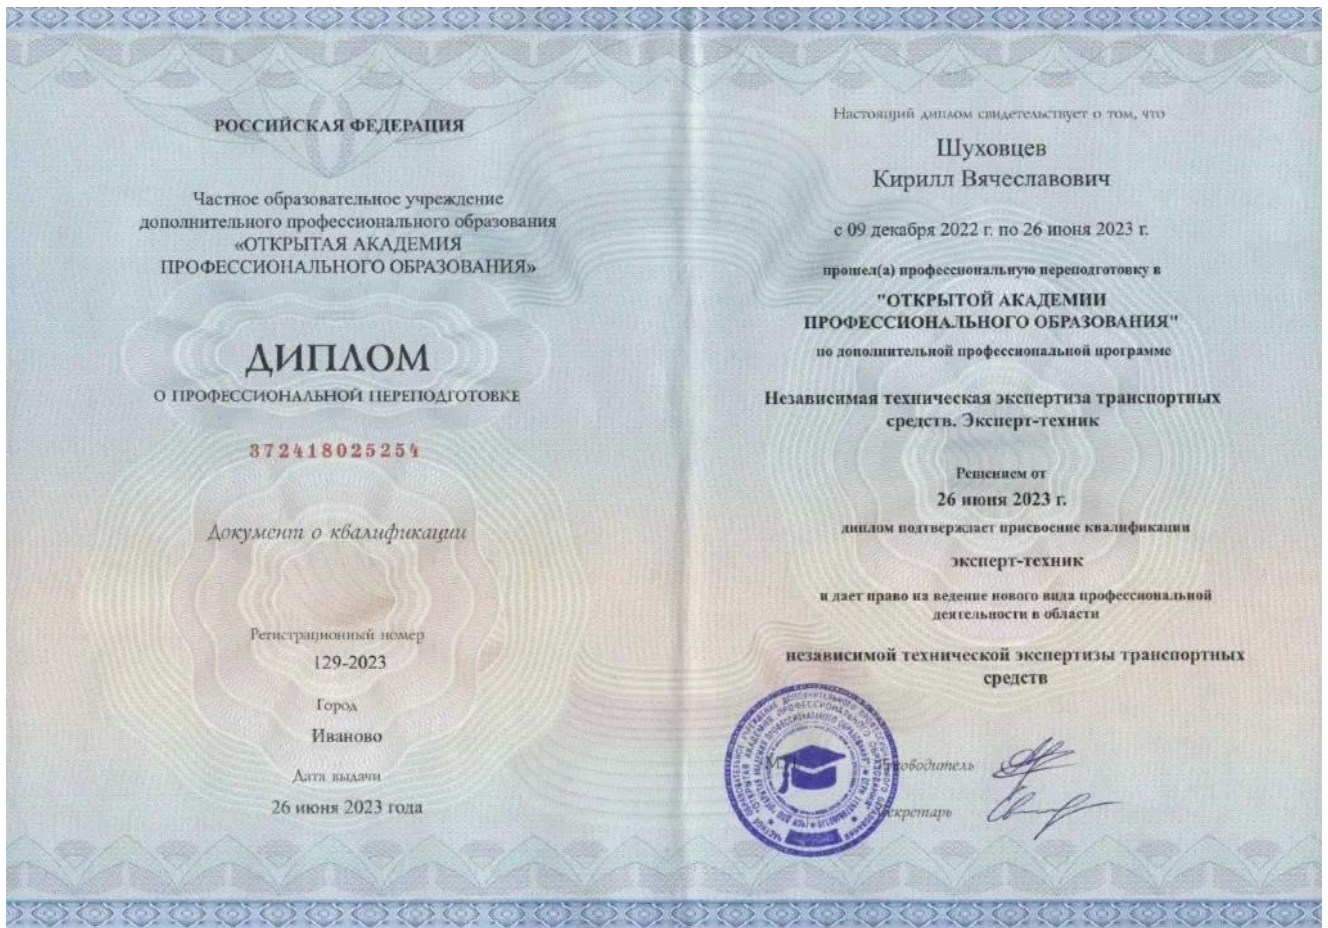 РОССИЙСКАЯ ФЕДЕРАЦИЯ
Частное образовательное учреждение
дополнительного профессионального образования
«ОТКРЫТАЯ АКАДЕМИЯ
ПРОФЕССИОНАЛЬНОГО ОБРАЗОВАНИЯ»
ДИПЛОМ
О ПРОФЕССИОНАЛЬНОЙ ПЕРЕПОДГОТОВКЕ
372418025254
Документ о квалификации
Регистрационный номер
129-2023
Город
Иваново
Дата выдачи
26 июня 2023 года
Настоящий диплом свидетельствует о том, что
Шуховцев
Кирилл Вячеславович
с 09 декабря 2022 г. по 26 июня 2023 г.
прошел(а) профессиональную переподготовку в
"ОТКРЫТОЙ АКАДЕМИИ
ПРОФЕССИОНАЛЬНОГО ОБРАЗОВАНИЯ"
по дополнительной профессиональной программе
Независимая техническая экспертиза транспортных
средств. Эксперт-техник
Решением от
26 июня 2023 г.
диплом подтверждает присвоение квалификации
эксперт-техник
и дает право на ведение нового вида профессиональной
деятельности в области
независимой технической экспертизы транспортных
средств
М.П.
Руководитель
Секретарь